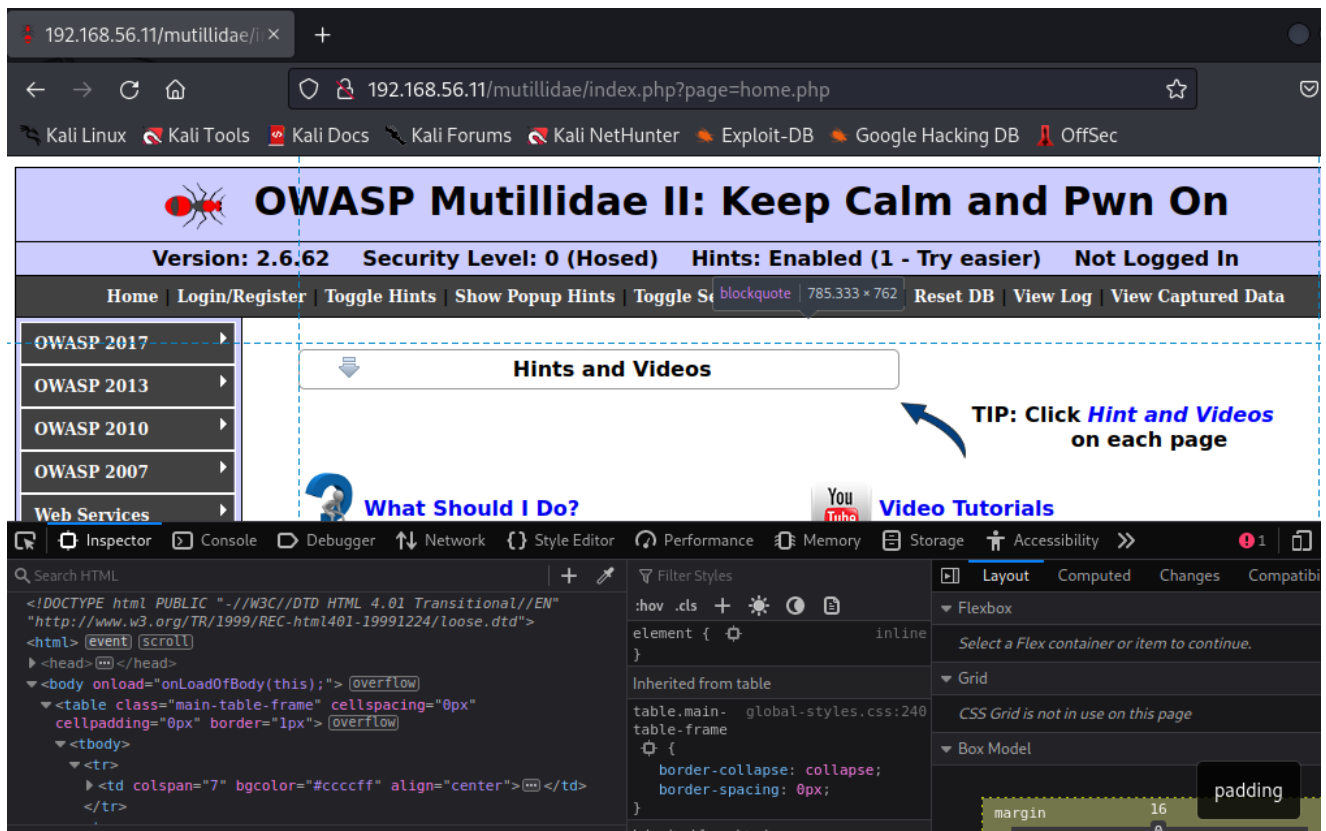 192.168.56.11/mutillidae/i
192.168.56.11/mutillidae/index.php?page=home.php
Kali Linux Kali Tools Kali Docs Kali Forums Kali NetHunter Exploit-DB Google Hacking DB OffSec
OWASP Mutillidae II: Keep Calm and Pwn On
Version: 2.6.62 Security Level: 0 (Hosed) Hints: Enabled (1 - Try easier) Not Logged In
Home | Login/Register | Toggle Hints | Show Popup Hints | Toggle | Reset DB | View Log | View Captured Data
blockquote | 785.333 × 762
OWASP 2017
OWASP 2013
OWASP 2010
OWASP 2007
Web Services
Hints and Videos
TIP: Click Hint and Videos
on each page
What Should I Do?
You
Tube
Video Tutorials
Inspector Console Debugger Network {} Style Editor Performance Memory Storage Accessibility 1
Search HTML
<!DOCTYPE html PUBLIC "-//W3C//DTD HTML 4.01 Transitional//EN"
"http://www.w3.org/TR/1999/REC-html401-19991224/loose.dtd">
<html> event scroll
<head> ••• </head>
<body onload="onLoadOfBody(this);"> overflow
<table class="main-table-frame" cellspacing="0px"
cellpadding="0px" border="1px"> overflow
<tbody>
<tr>
<td colspan="7" bgcolor="#ccccff" align="center"> ••• </td>
</tr>
Filter Styles
:hov .cls +
element { inline
}
Inherited from table
table.main- global-styles.css:240
table-frame
{
border-collapse: collapse;
border-spacing: 0px;
}
Layout Computed Changes Compatibi
Flexbox
Select a Flex container or item to continue.
Grid
CSS Grid is not in use on this page
Box Model
padding
margin 16
0